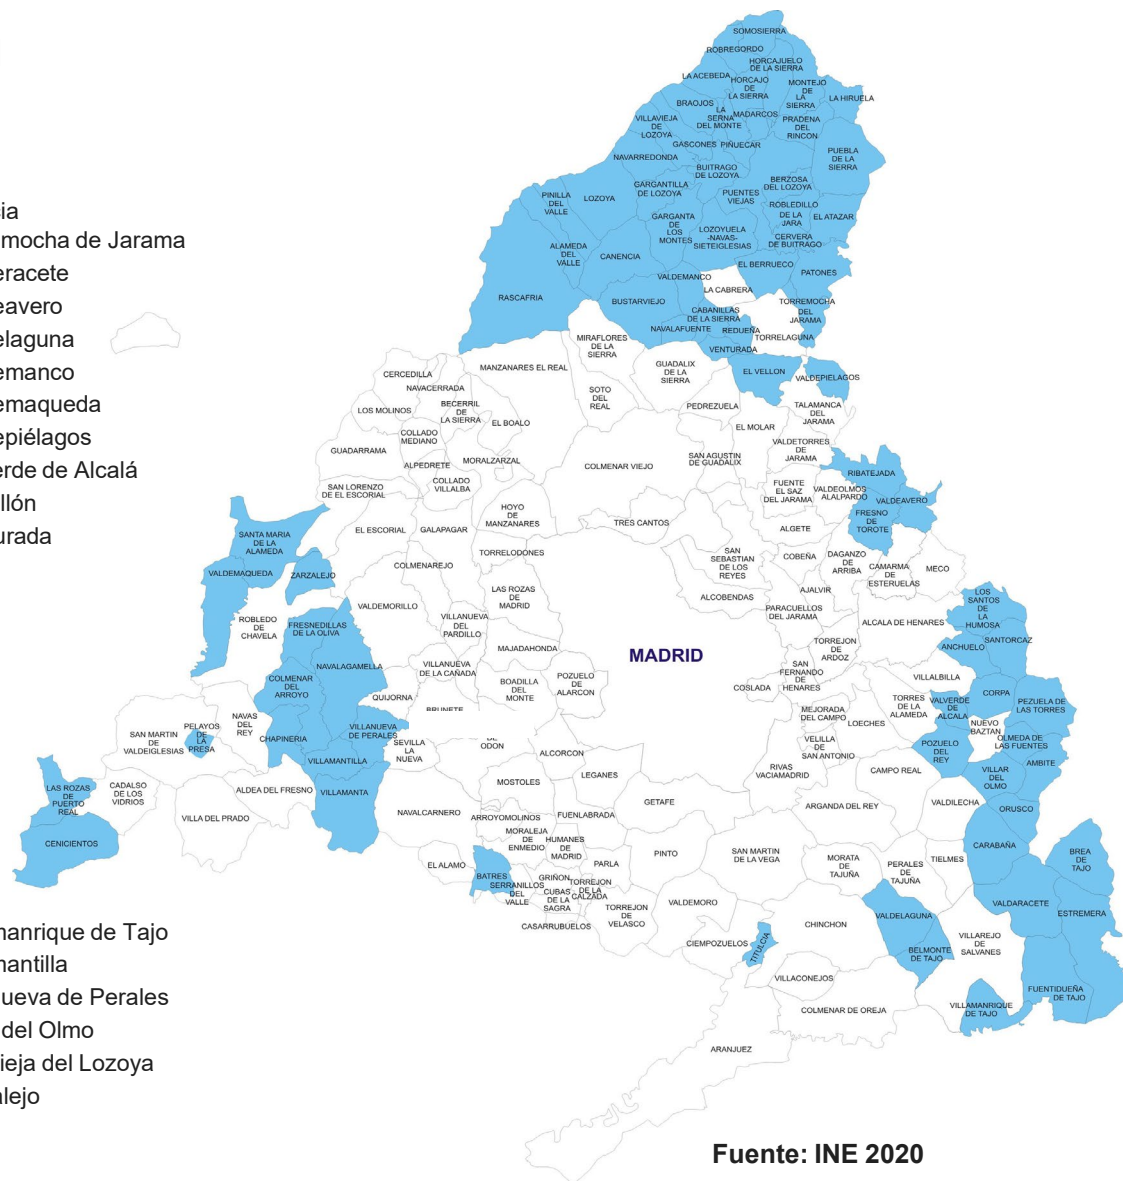 SOMOSIERRA
ROBREGORDO
HORCAJUELO
DE LA SIERRA
LA ACEBEDA
HORCAJO
DE
LA SIERRA
MONTEJO
DE
LA
SIERRA
LA HIRUELA
BRAOJOS
LA
SERNA
DEL MONTE
MADARCOS
PRADENA
DEL
RINCON
VILLAVIEJA
DE
LOZOYA
GASCONES
PIÑUECAR
PUEBLA
DE LA
SIERRA
NAVARREDONDA
BUITRAGO
DE LOZOYA
BERZOSA
DEL LOZOYA
GARGANTILLA
DE LOZOYA
PUENTES
VIEJAS
PINILLA
DEL
VALLE
LOZOYA
ROBLEDILLO
DE LA
JARA
EL ATAZAR
GARGANTA
DE
LOS
MONTES
LOZOYUELA
-NAVAS-
SIETEIGLESIAS
CERVERA
DE BUITRAGO
ALAMEDA
DEL
VALLE
CANENCIA
EL BERRUECO
PATONES
VALDEMANCO
LA CABRERA
RASCAFRIA
BUSTARVIEJO
CABANILLAS
DE LA SIERRA
TORREMOCHA
DEL
JARAMA
NAVALAFUENTE
REDUEÑA
TORRELAGUNA
VENTURADA
sia
mocha de Jarama
eracete
eavero
elaguna
emanco
emaqueda
epiélagos
erde de Alcalá
llón
urada
MIRAFLORES
DE LA
SIERRA
MANZANARES EL REAL
GUADALIX
DE LA
SIERRA
EL VELLON
VALDEPIELAGOS
CERCEDILLA
NAVACERRADA
SOTO
DEL
REAL
LOS MOLINOS
BECERRIL
DE
LA SIERRA
EL BOALO
PEDREZUELA
TALAMANCA
DEL
JARAMA
COLLADO
MEDIANO
EL MOLAR
GUADARRAMA
VALDETORRES
DE
JARAMA
ALPEDRETE
MORALZARZAL
COLMENAR VIEJO
SAN AGUSTIN
DE GUADALIX
RIBATEJADA
SAN LORENZO
DE EL ESCORIAL
COLLADO
VILLALBA
FUENTE
EL SAZ
DEL JARAMA
VALDEOLMOS
ALALPARDO
VALDEAVERO
HOYO
DE
MANZANARES
FRESNO
DE
TOROTE
TRES CANTOS
EL ESCORIAL
GALAPAGAR
ALGETE
SANTA MARIA
DE LA
ALAMEDA
TORRELODONES
SAN
SEBASTIAN
DE LOS
REYES
COBEÑA
DAGANZO
DE
ARRIBA
CAMARMA
DE
ESTERUELAS
MECO
COLMENAREJO
VALDEMAQUEDA
ZARZALEJO
LAS ROZAS
DE
MADRID
ALCOBENDAS
AJALVIR
LOS
SANTOS
DE
LA
HUMOSA
VALDEMORILLO
PARACUELLOS
DEL JARAMA
ROBLEDO
DE
CHAVELA
FRESNEDILLAS
DE LA OLIVA
VILLANUEVA
DEL
PARDILLO
ALCALA DE HENARES
SANTORCAZ
ANCHUELO
TORREJON
DE
ARDOZ
MAJADAHONDA
MADRID
NAVALAGAMELLA
VILLANUEVA
DE LA CAÑADA
SAN
FERNANDO
DE
HENARES
VILLALBILLA
COLMENAR
DEL
ARROYO
BOADILLA
DEL
MONTE
POZUELO
DE
ALARCON
COSLADA
QUIJORNA
CORPA
PEZUELA DE
LAS TORRES
TORRES
DE LA
ALAMEDA
VALVERDE
DE
ALCALA
BRUNETE
MEJORADA
DEL CAMPO
LOECHES
NUEVO
BAZTAN
NAVAS
DEL
REY
PELAYOS
DE
LA
PRESA
VILLANUEVA
DE PERALES
CHAPINERIA
SAN MARTIN
DE
VALDEIGLESIAS
SEVILLA
LA
NUEVA
DE
ODON
ALCORCON
VELILLA
DE
SAN ANTONIO
POZUELO
DEL
REY
OLMEDA DE
LAS FUENTES
VILLAMANTILLA
RIVAS
VACIAMADRID
CAMPO REAL
VILLAR
DEL
OLMO
AMBITE
LAS ROZAS
DE
PUERTO
REAL
CADALSO
DE LOS
VIDRIOS
ALDEA DEL FRESNO
VILLAMANTA
MOSTOLES
LEGANES
GETAFE
ARGANDA DEL REY
VALDILECHA
ORUSCO
VILLA DEL PRADO
NAVALCARNERO
ARROYOMOLINOS
FUENLABRADA
CENICIENTOS
MORALEJA
DE
ENMEDIO
HUMANES
DE
MADRID
CARABAÑA
BREA
DE
TAJO
PINTO
SAN MARTIN
DE LA VEGA
MORATA
DE
TAJUÑA
PERALES
DE
TAJUÑA
TIELMES
EL ALAMO
PARLA
BATRES
SERRANILLOS
DEL
VALLE
GRIÑON
CUBAS
DE LA
SAGRA
TORREJON
DE LA
CALZADA
VALDARACETE
ESTREMERA
CASARRUBUELOS
TORREJON
DE
VELASCO
VALDEMORO
CHINCHON
VALDELAGUNA
CIEMPOZUELOS
TITULCIA
BELMONTE
DE TAJO
VILLAREJO
DE
SALVANES
VILLACONEJOS
FUENTIDUEÑA
DE TAJO
COLMENAR DE OREJA
VILLAMANRIQUE
DE TAJO
ARANJUEZ
manrique de Tajo
mantilla
ueva de Perales
del Olmo
ieja del Lozoya
alejo
Fuente: INE 2020